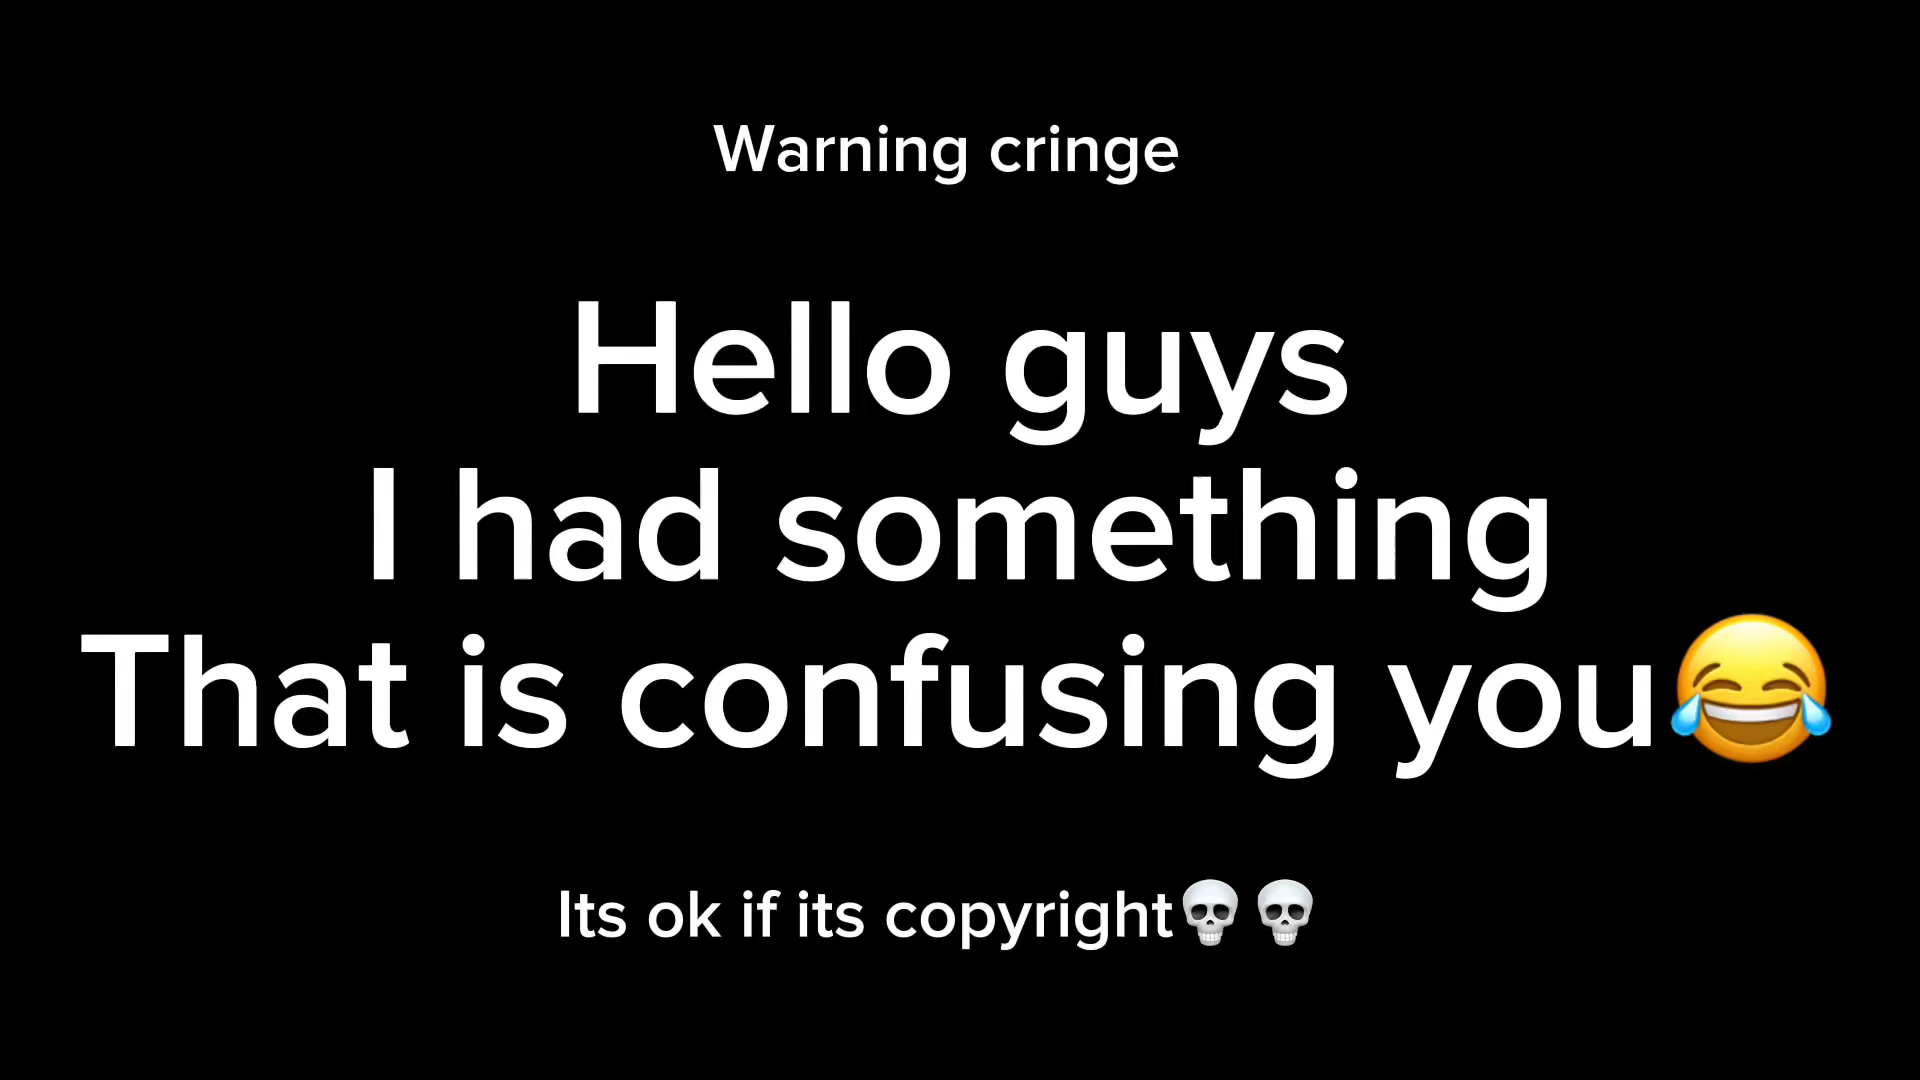 Warning cringe
Hello guys
I had something
That is confusing you😂
Its ok if its copyright💀💀